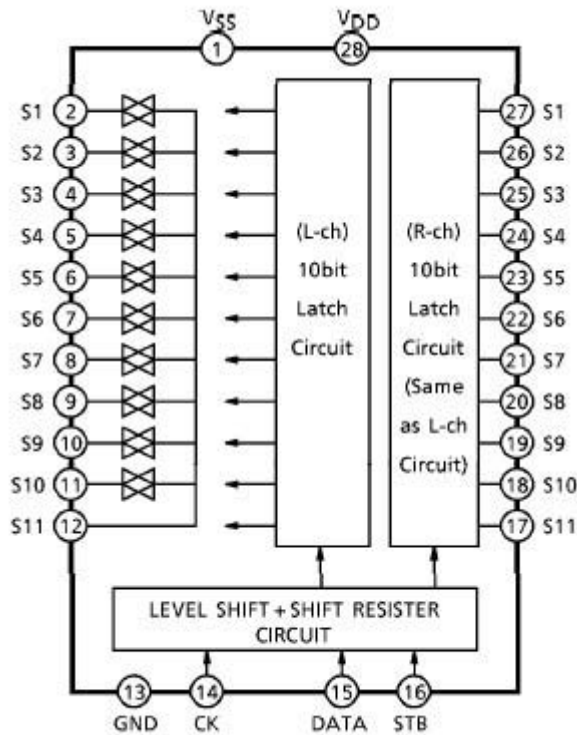 VSS VDD
1 28
S1 2 27 S1
S2 3 26 S2
S3 4 25 S3
S4 5 24 S4
S5 6 23 S5
S6 7 22 S6
S7 8 21 S7
S8 9 20 S8
S9 10 19 S9
S10 11 18 S10
S11 12 17 S11
(L-ch)
10bit
Latch
Circuit
(R-ch)
10bit
Latch
Circuit
(Same
as L-ch
Circuit)
LEVEL SHIFT + SHIFT RESISTER
CIRCUIT
13 14 15 16
GND CK DATA STB